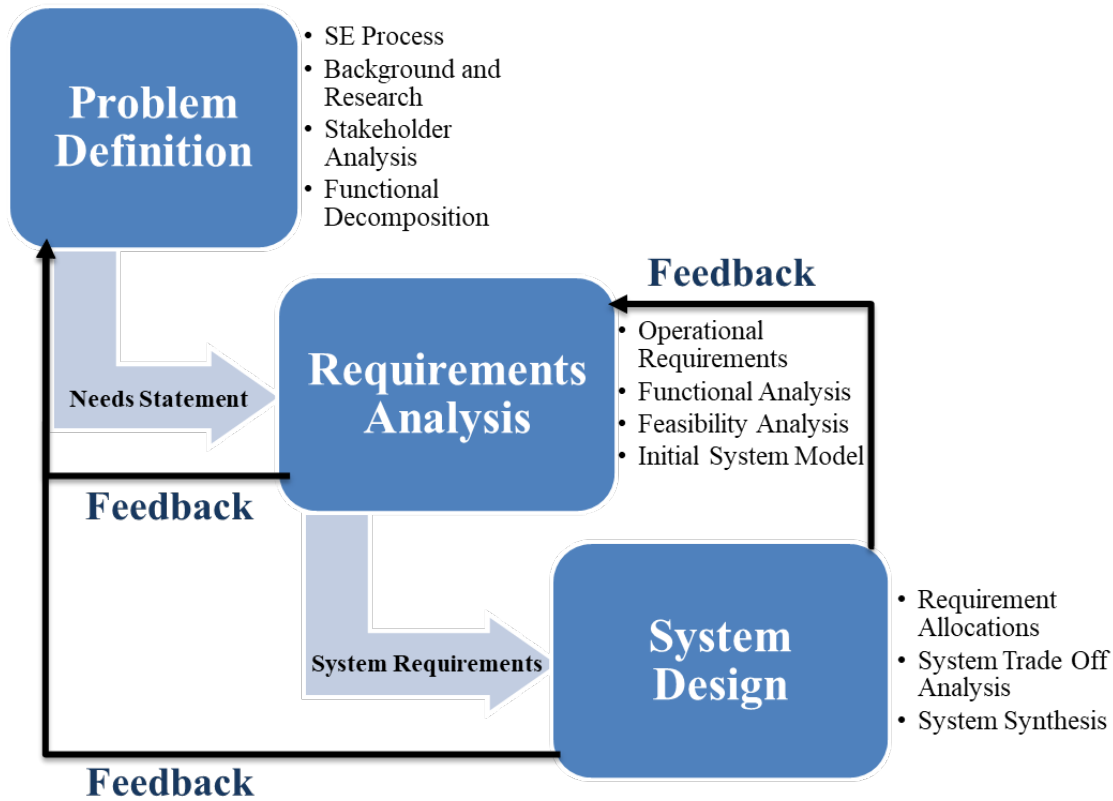 Problem
Definition
• SE Process
• Background and
Research
• Stakeholder
Analysis
• Functional
Decomposition
Needs Statement
Feedback
Requirements
Analysis
• Operational
Requirements
• Functional Analysis
• Feasibility Analysis
• Initial System Model
Feedback
System Requirements
System
Design
• Requirement
Allocations
• System Trade Off
Analysis
• System Synthesis
Feedback